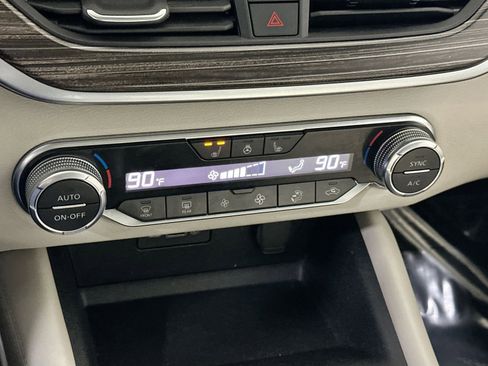 90°F 90°F
AUTO
ON•OFF
FRONT REAR
SYNC
A/C